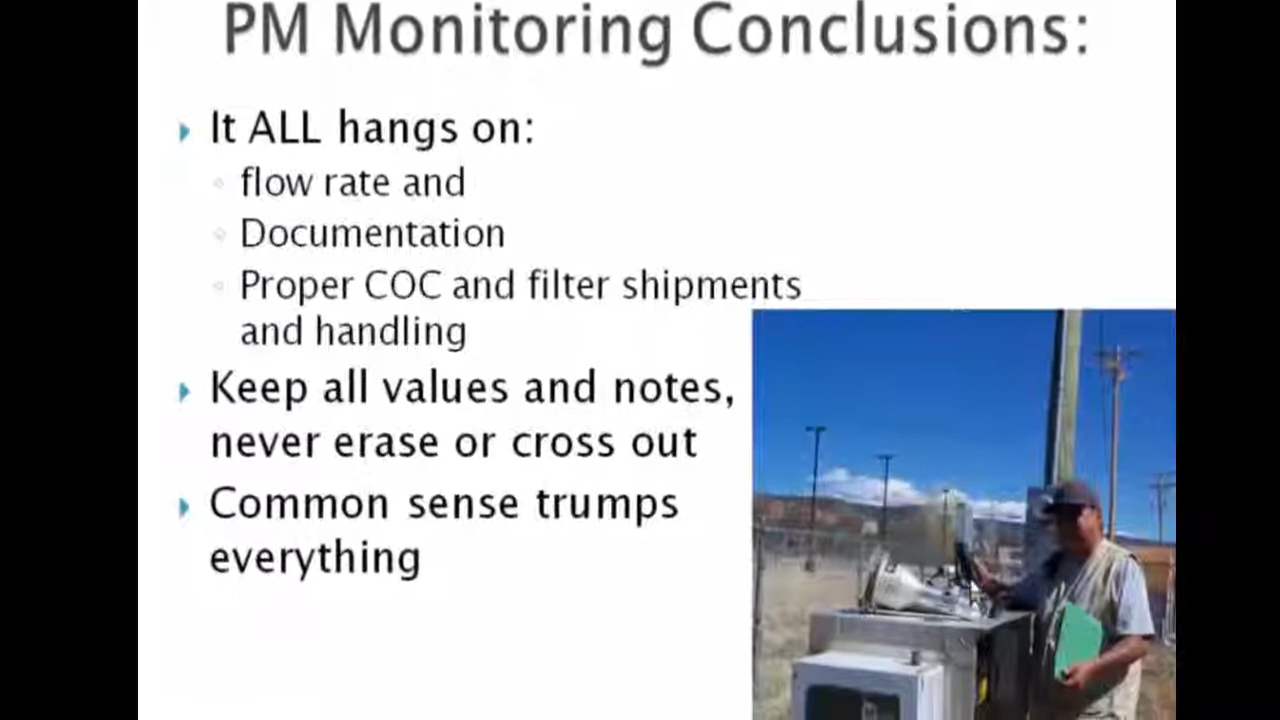 PM Monitoring Conclusions:
It ALL hangs on:
flow rate and
Documentation
Proper COC and filter shipments
and handling
Keep all values and notes,
never erase or cross out
Common sense trumps
everything